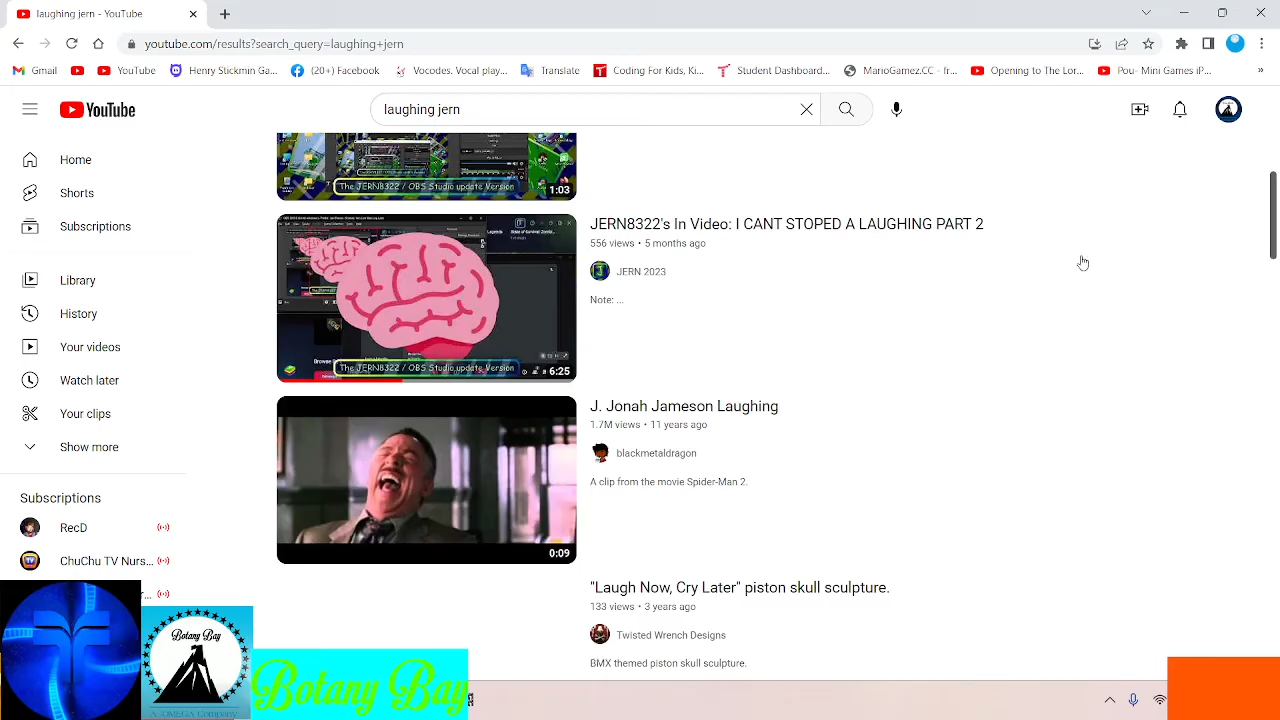 laughing jern - YouTube
youtube.com/results?search_query=laughing+jern
Gmail
YouTube
Henry Stickmin Ga...
(20+) Facebook
Vocodes. Vocal play...
Translate
Coding For Kids, Ki...
Student Dashboard...
MarioGamez.CC - fr...
Opening to The Lor...
Pou- Mini Games iP...
»
YouTube
laughing jern
Home
Shorts
Subscriptions
Library
History
Your videos
Watch later
Your clips
Show more
Subscriptions
RecD
ChuChu TV Nurs...
The JERN8322 / OBS Studio update Version
1:03
JERN8322's In Video: I CANT STOPED A LAUGHING PART 2
556 views • 5 months ago
JERN 2023
Note: ...
The JERN8322 / OBS Studio update Version
6:25
J. Jonah Jameson Laughing
1.7M views • 11 years ago
blackmetaldragon
A clip from the movie Spider-Man 2.
0:09
"Laugh Now, Cry Later" piston skull sculpture.
133 views • 3 years ago
Twisted Wrench Designs
BMX themed piston skull sculpture.
Botany Bay
A 3OMEGA Company
Botany Bay